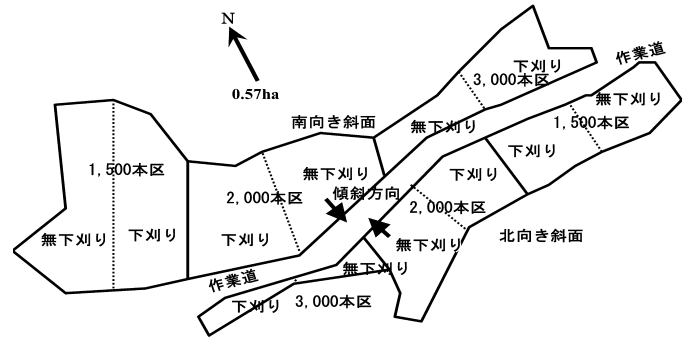 N
0.57ha
作業道
下刈り
3,000本区
無下刈り
南向き斜面
無下刈り
1,500本区
無下刈り
下刈り
1,500本区
無下刈り
下刈り
2,000本区
無下刈り
下刈り
傾斜方向
下刈り
2,000本区
無下刈り
北向き斜面
作業道
無下刈り
下刈り
3,000本区